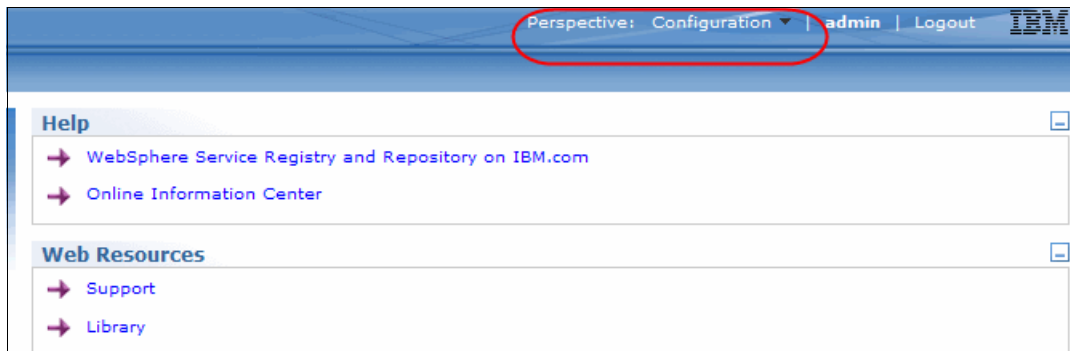 Perspective: Configuration | admin | Logout IBM
Help
WebSphere Service Registry and Repository on IBM.com
Online Information Center
Web Resources
Support
Library